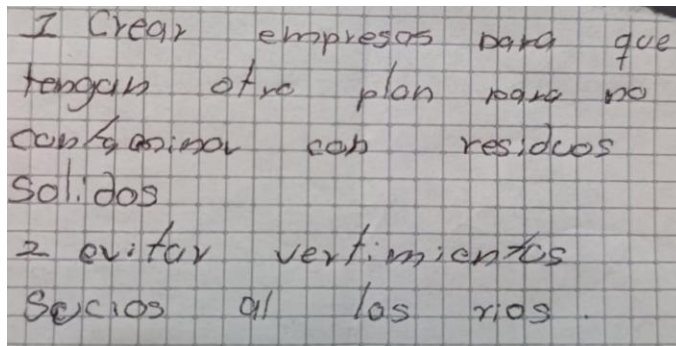 1 Crear empresas para que
tengan otro plan para no
contaminar con residuos
solidos
2 evitar vertimientos
Sucios al los rios.